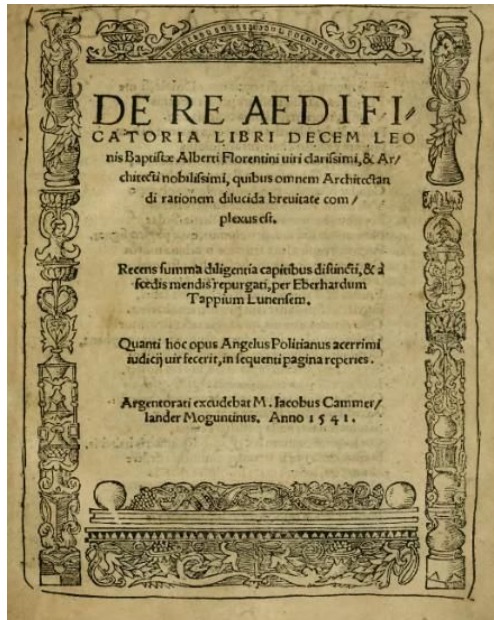 DE RE AEDIFI⸗
CATORIA LIBRI DECEM LEO
nis Baptistæ Alberti Florentini uiri clarissimi, & Ar/
chitecti nobilissimi, quibus omnem Architectan
di rationem dilucida breuitate com /
plexus est.
Recens summa diligentia capitibus distincti, & à
fœdis mendis repurgati, per Eberhardum
Tappium Lunensem.
Quanti hoc opus Angelus Politianus acerrimi
iudicij uir fecerit, in sequenti pagina reperies.
Argentorati excudebat M. Iacobus Cammer/
lander Moguntinus. Anno 1541.